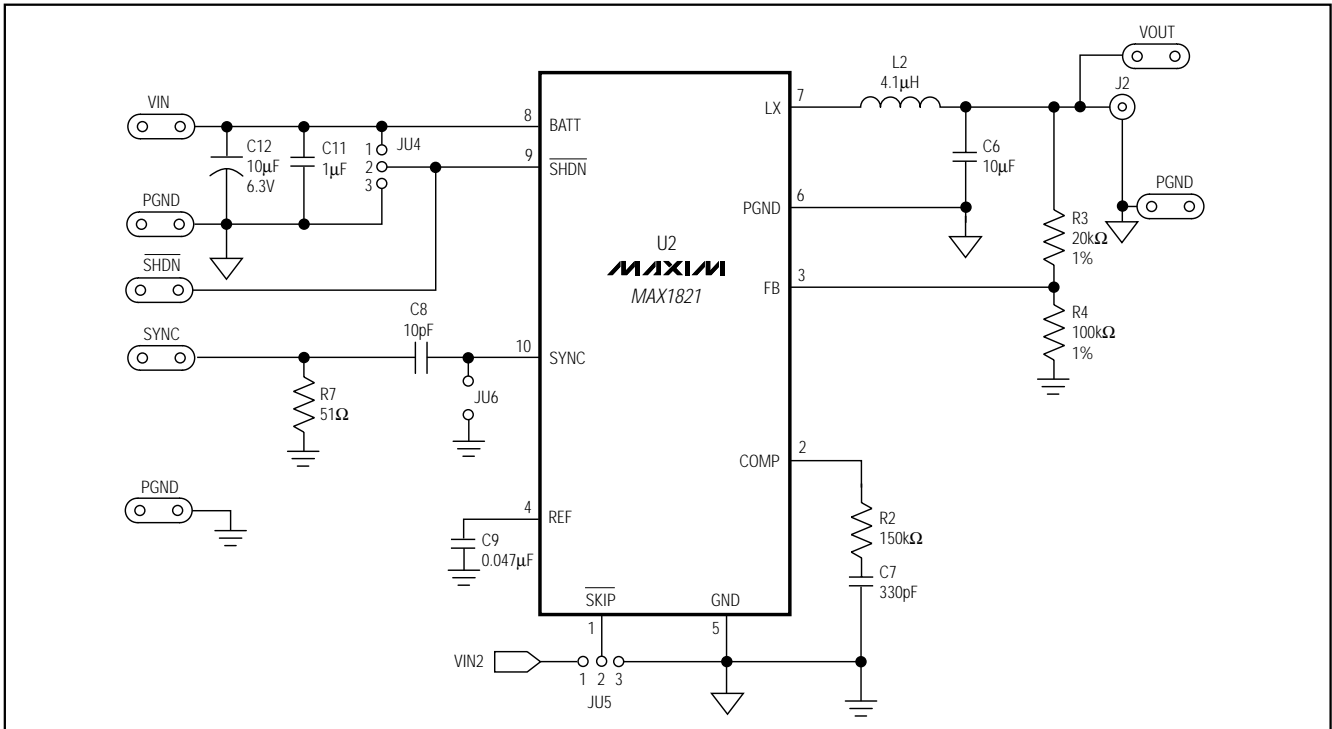 VIN
PGND
SHDN
SYNC
PGND
C12
10μF
6.3V
C11
1μF
1
2
3
JU4
8
BATT
9
SHDN
C8
10pF
10
SYNC
R7
51Ω
JU6
4
REF
C9
0.047μF
SKIP
1
GND
5
VIN2
1 2 3
JU5
U2
MAXIM
MAX1821
LX
7
L2
4.1μH
C6
10μF
PGND
6
FB
3
VOUT
J2
PGND
R3
20kΩ
1%
R4
100kΩ
1%
COMP
2
R2
150kΩ
C7
330pF